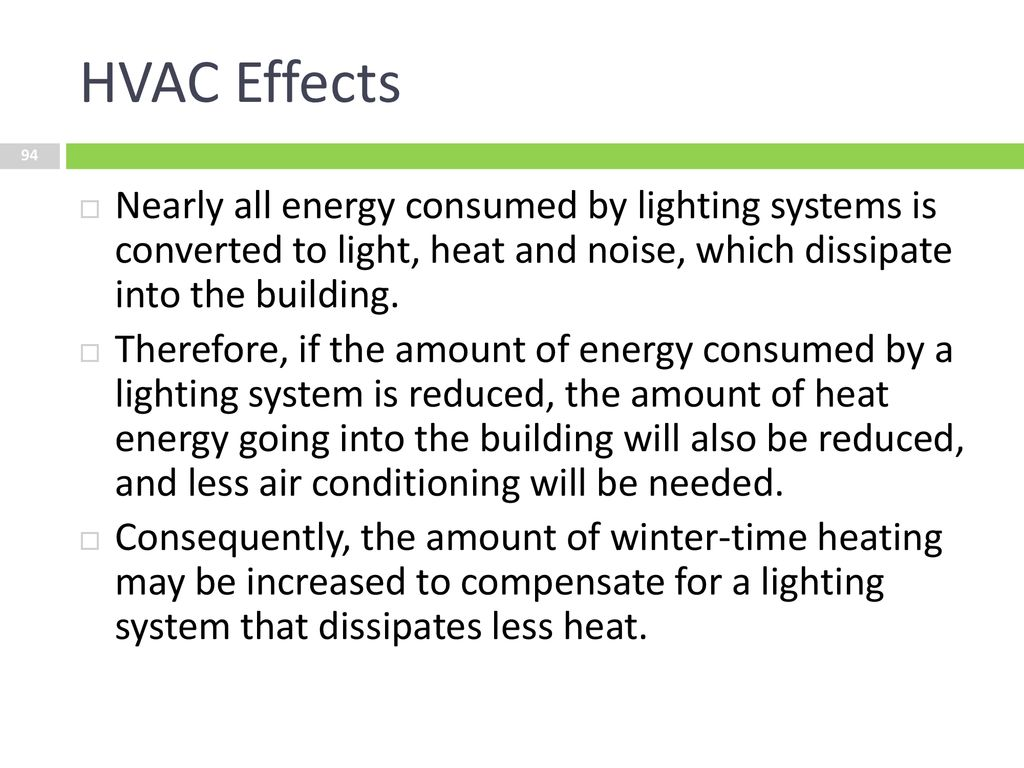 HVAC Effects
94
Nearly all energy consumed by lighting systems is
converted to light, heat and noise, which dissipate
into the building.
Therefore, if the amount of energy consumed by a
lighting system is reduced, the amount of heat
energy going into the building will also be reduced,
and less air conditioning will be needed.
Consequently, the amount of winter-time heating
may be increased to compensate for a lighting
system that dissipates less heat.